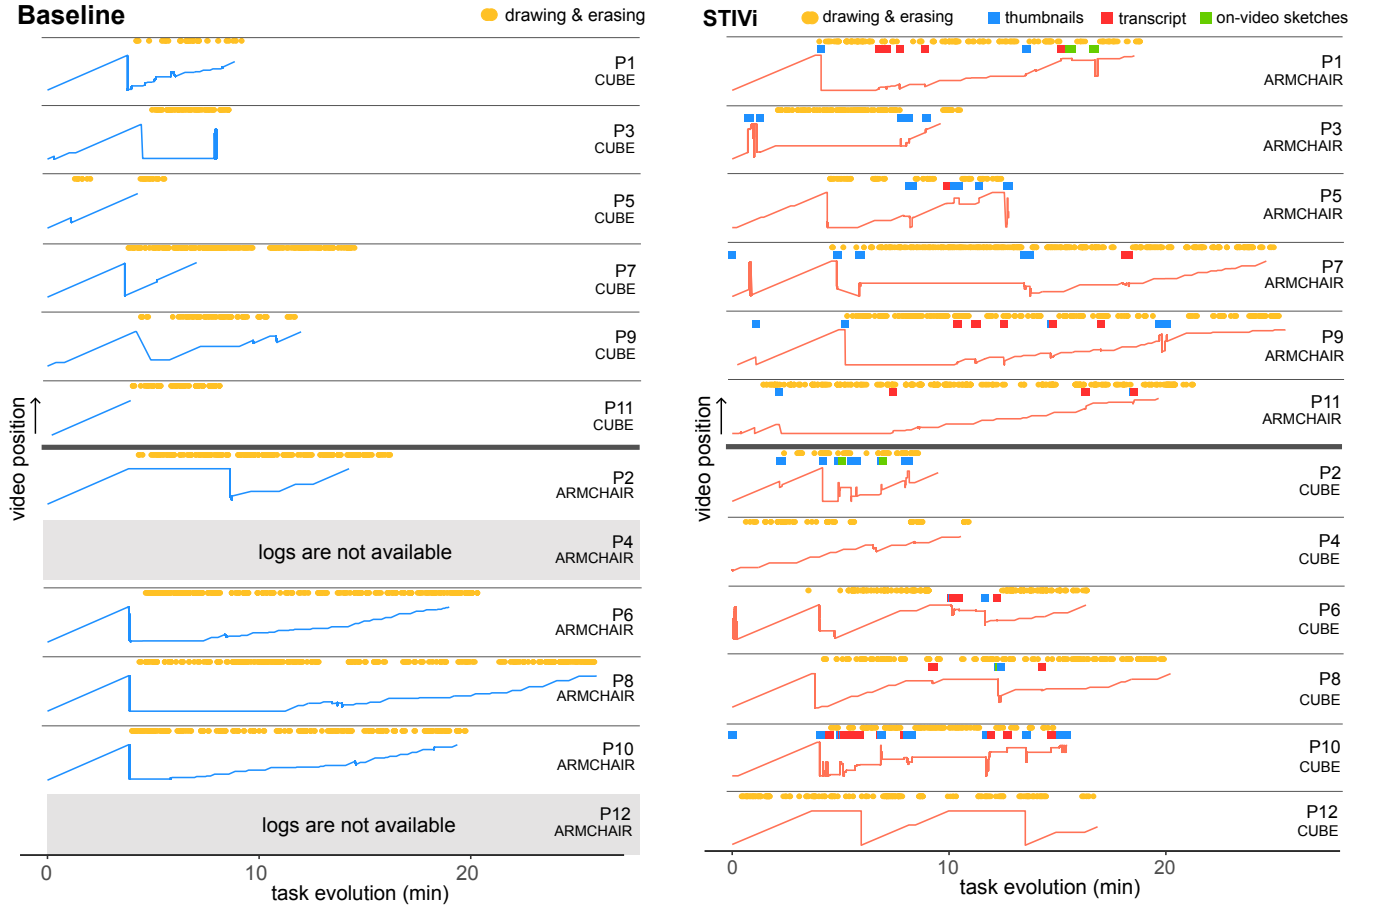 Baseline
drawing & erasing
P1
CUBE
P3
CUBE
P5
CUBE
P7
CUBE
P9
CUBE
P11
CUBE
P2
ARMCHAIR
logs are not available
P4
ARMCHAIR
P6
ARMCHAIR
P8
ARMCHAIR
P10
ARMCHAIR
logs are not available
P12
ARMCHAIR
video position
0
10
20
task evolution (min)
STIVi
drawing & erasing
thumbnails
transcript
on-video sketches
P1
ARMCHAIR
P3
ARMCHAIR
P5
ARMCHAIR
P7
ARMCHAIR
P9
ARMCHAIR
P11
ARMCHAIR
P2
CUBE
P4
CUBE
P6
CUBE
P8
CUBE
P10
CUBE
P12
CUBE
video position
0
10
20
task evolution (min)